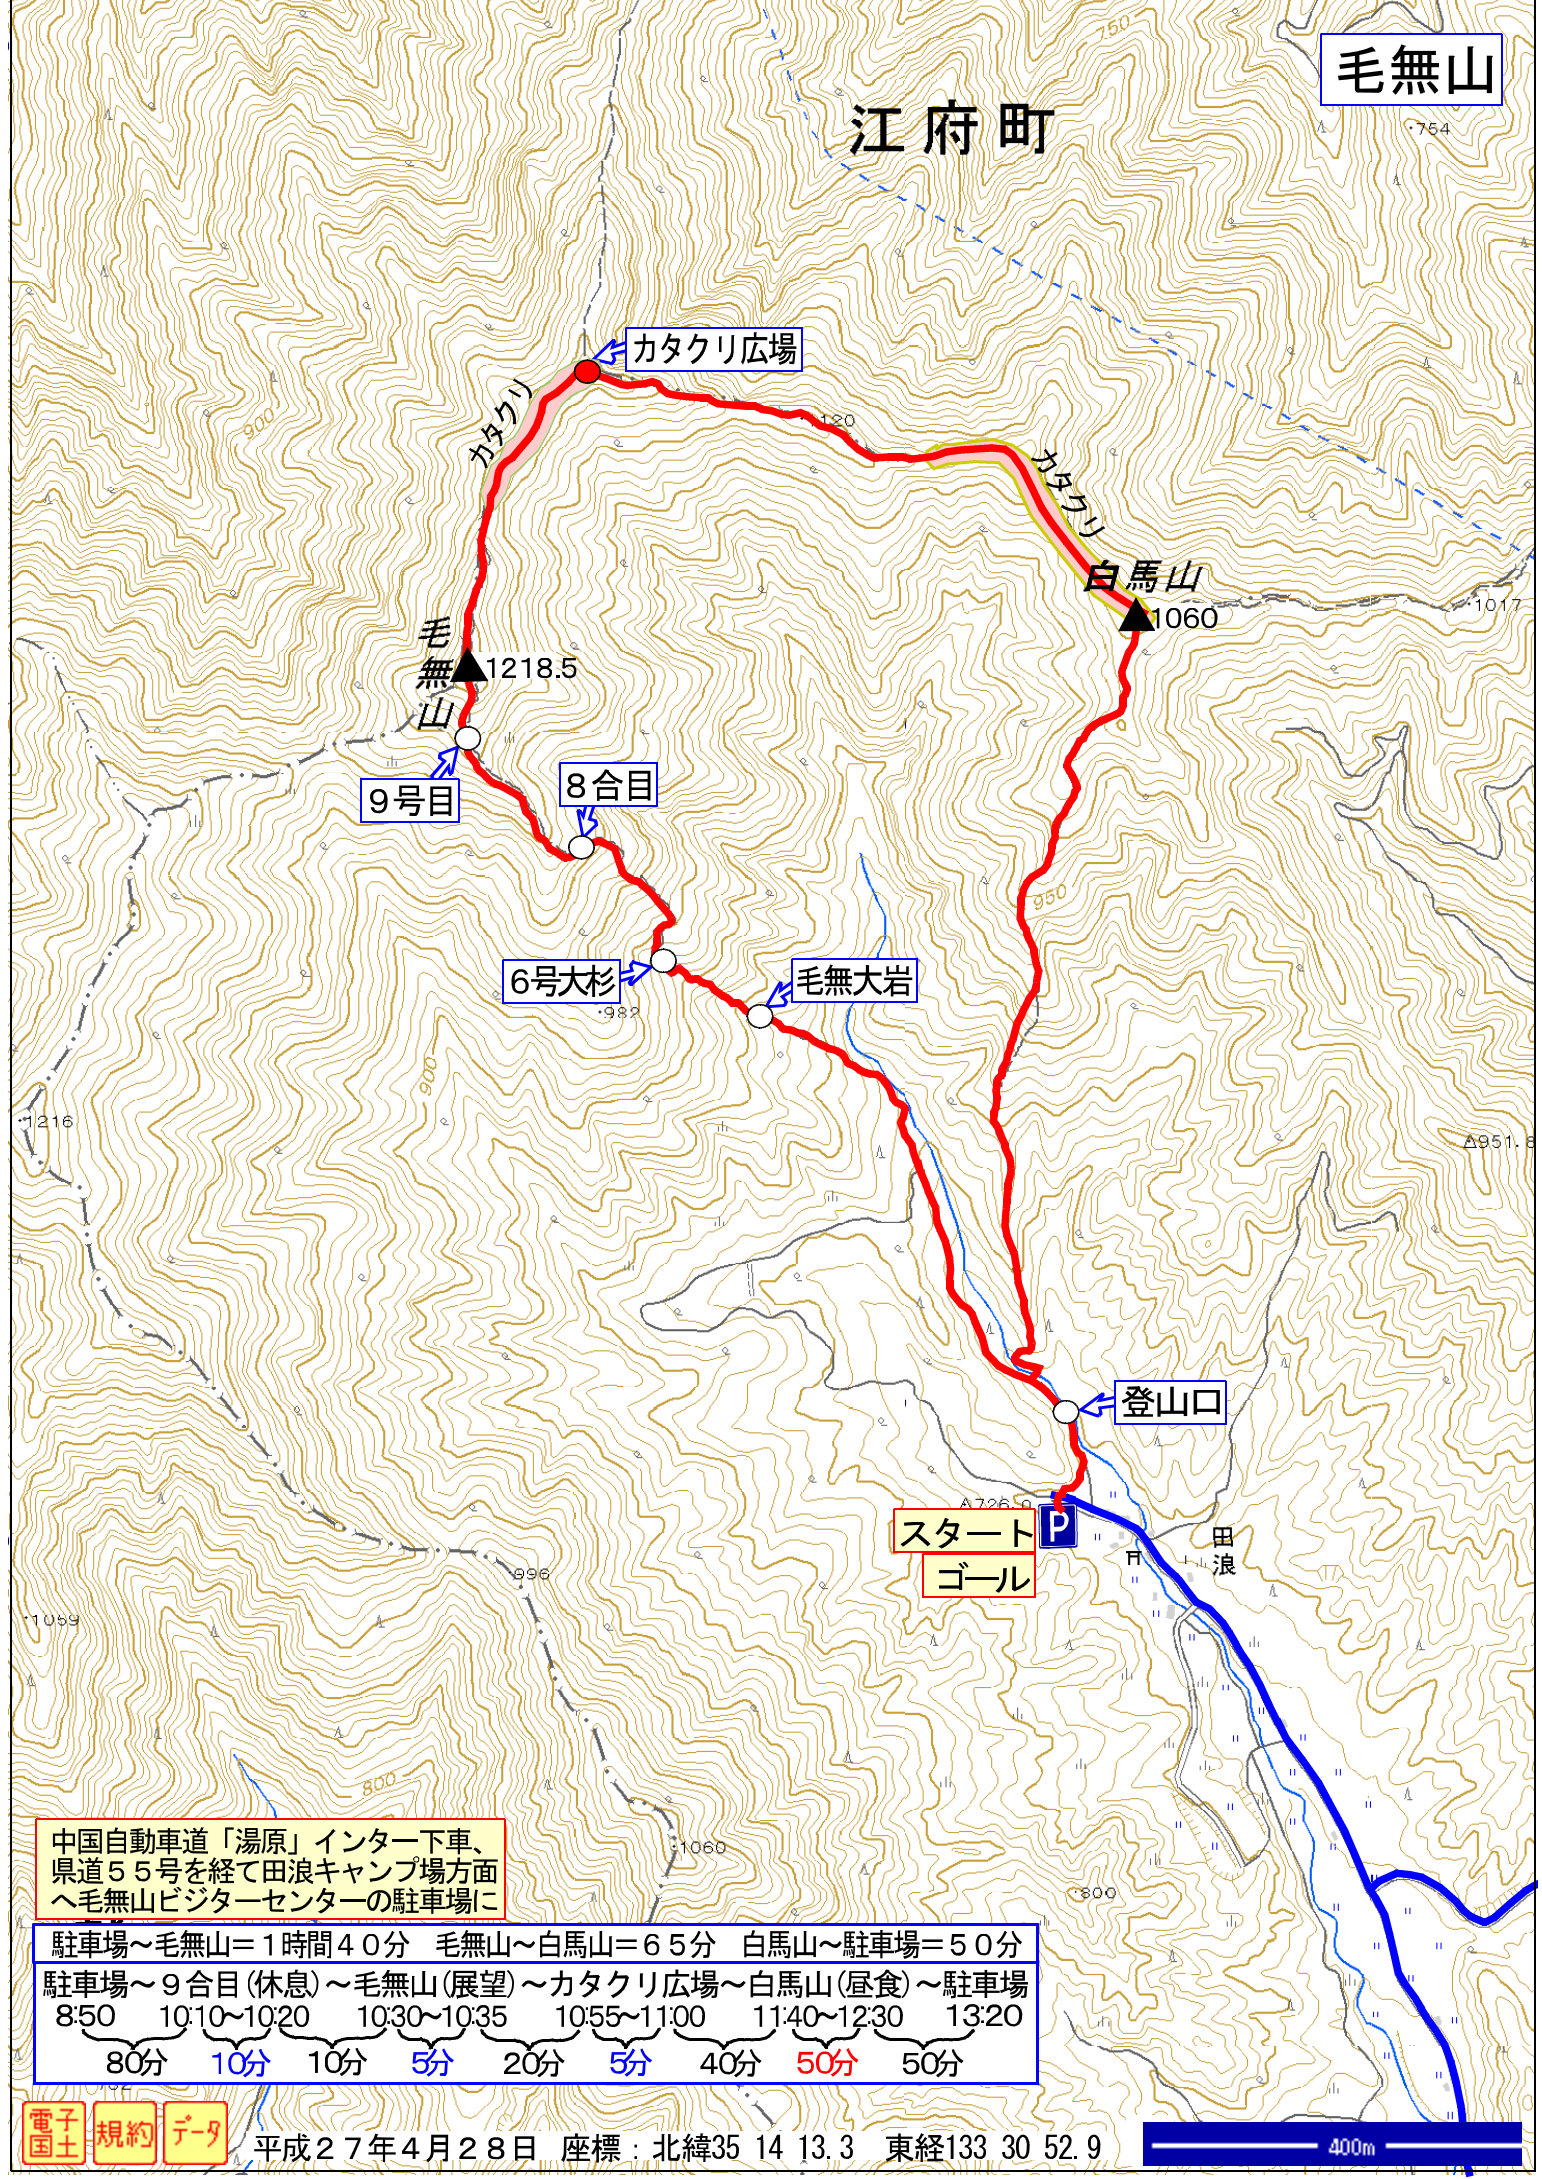 750
毛無山
江府町
・754
カタクリ広場
カタクリ
900
1120
カタクリ
白馬山
1060
・1017
毛無山
1218.5
9号目
8合目
950
6号大杉
毛無大岩
・982
900
・1216
951.8
登山口
726.0
スタート
P
ゴール
田浪
・996
・1059
800
・1060
・800
中国自動車道「湯原」インター下車、
県道55号を経て田浪キャンプ場方面
へ毛無山ビジターセンターの駐車場に
駐車場～毛無山＝1時間40分　毛無山～白馬山＝65分　白馬山～駐車場＝50分
駐車場～9合目(休息)～毛無山(展望)～カタクリ広場～白馬山(昼食)～駐車場
8:50　10:10～10:20　10:30～10:35　10:55～11:00　11:40～12:30　13:20
80分　10分　10分　5分　20分　5分　40分　50分　50分
電子国土　規約　データ
平成27年4月28日　座標：北緯35 14 13.3　東経133 30 52.9
400m